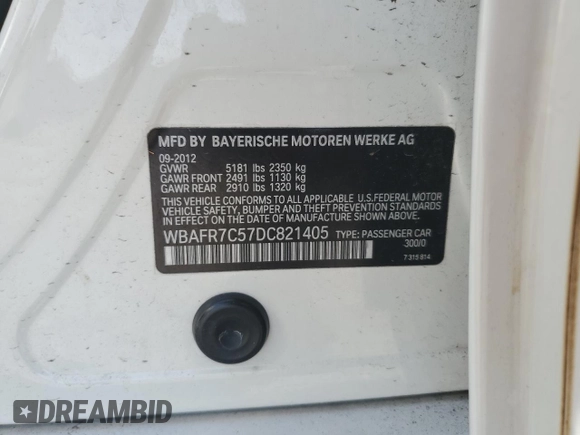 MFD BY BAYERISCHE MOTOREN WERKE AG
09-2012
GVWR 5181 lbs 2350 kg
GAWR FRONT 2491 lbs 1130 kg
GAWR REAR 2910 lbs 1320 kg
THIS VEHICLE CONFORMS TO ALL APPLICABLE U.S.FEDERAL MOTOR
VEHICLE SAFETY, BUMPER AND THEFT PREVENTION STANDARDS
IN EFFECT ON THE DATE OF MANUFACTURE SHOWN ABOVE.
WBAFR7C57DC821405 TYPE: PASSENGER CAR
300/0
7 315 814
DREAMBID